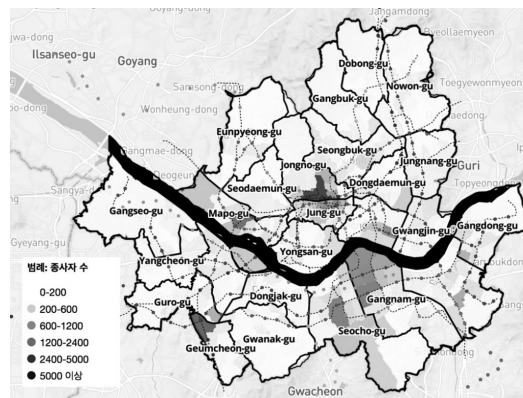 Goyang-dong
Jangamdong
gwa-dong
Byeollaemyeon
Ilsanseo-gu
Goyang
Dobong-gu
Samsong-dong
Nowon-gu
Toegyewonmyeon
Gangbuk-gu
Wonheung-dong
Eunpyeong-gu
Seongbuk-gu
Jongno-gu
Jungnang-gu
Guri
Dongdaemun-gu
Topyeongdong
Seodaemun-gu
Gangseo-gu
Mapo-gu
Jung-gu
Gwangjin-gu
Gangdong-gu
Gyeyang-dong
Yongsan-gu
Yangcheon-gu
범례: 종사자 수
0-200
200-600
600-1200
1200-2400
2400-5000
5000 이상
Guro-gu
Dongjak-gu
Gangnam-gu
Gwanak-gu
Seocho-gu
Geumcheon-gu
Gwacheon